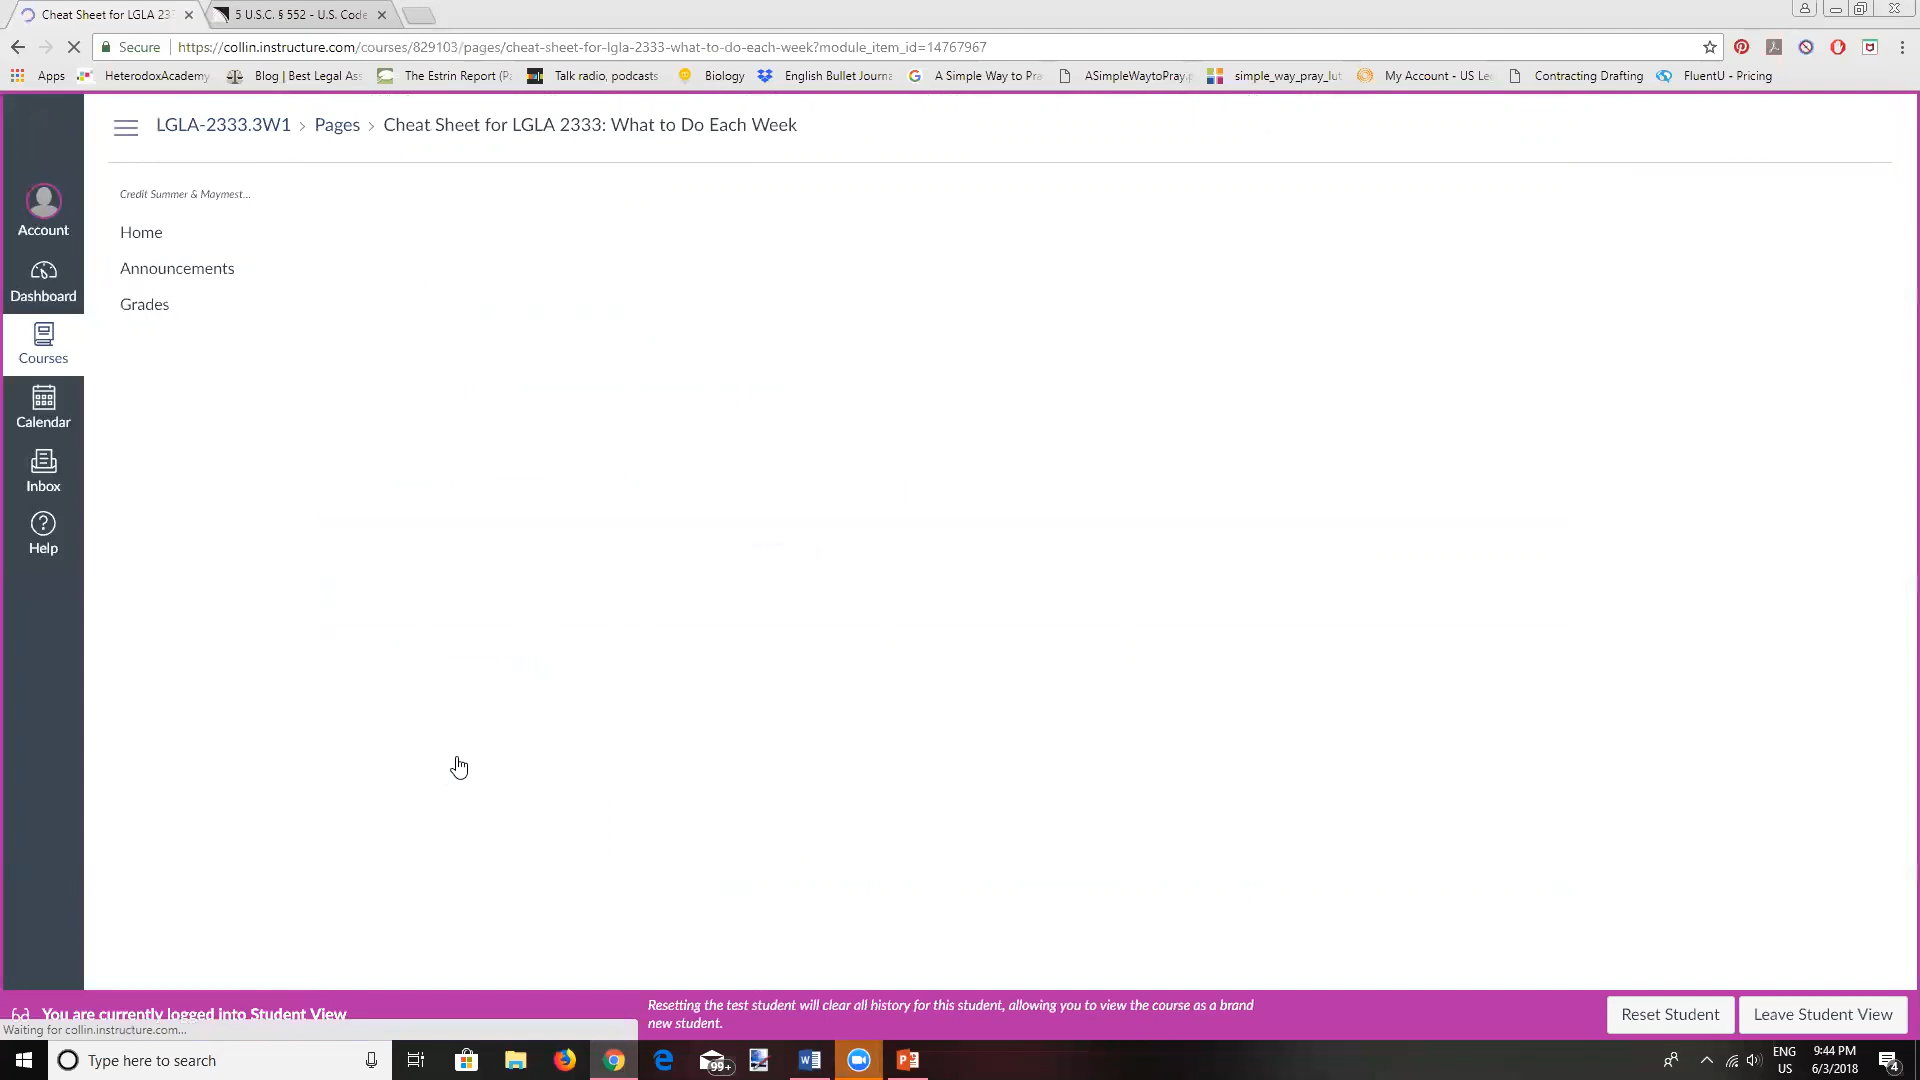 Cheat Sheet for LGLA 23
5 U.S.C. § 552 - U.S. Code
Secure
https://collin.instructure.com/courses/829103/pages/cheat-sheet-for-lgla-2333-what-to-do-each-week?module_item_id=14767967
Apps HeterodoxAcademy Blog | Best Legal Ass The Estrin Report (Pa Talk radio, podcasts Biology English Bullet Journa A Simple Way to Pra ASimpleWaytoPray.p simple_way_pray_lut My Account - US Le Contracting Drafting FluentU - Pricing
LGLA-2333.3W1 > Pages > Cheat Sheet for LGLA 2333: What to Do Each Week
Credit Summer & Maymest...
Home
Announcements
Grades
Account
Dashboard
Courses
Calendar
Inbox
Help
You are currently logged into Student View
Resetting the test student will clear all history for this student, allowing you to view the course as a brand
new student.
Reset Student
Leave Student View
Waiting for collin.instructure.com...
Type here to search
99+
ENG
US
9:44 PM
6/3/2018
4